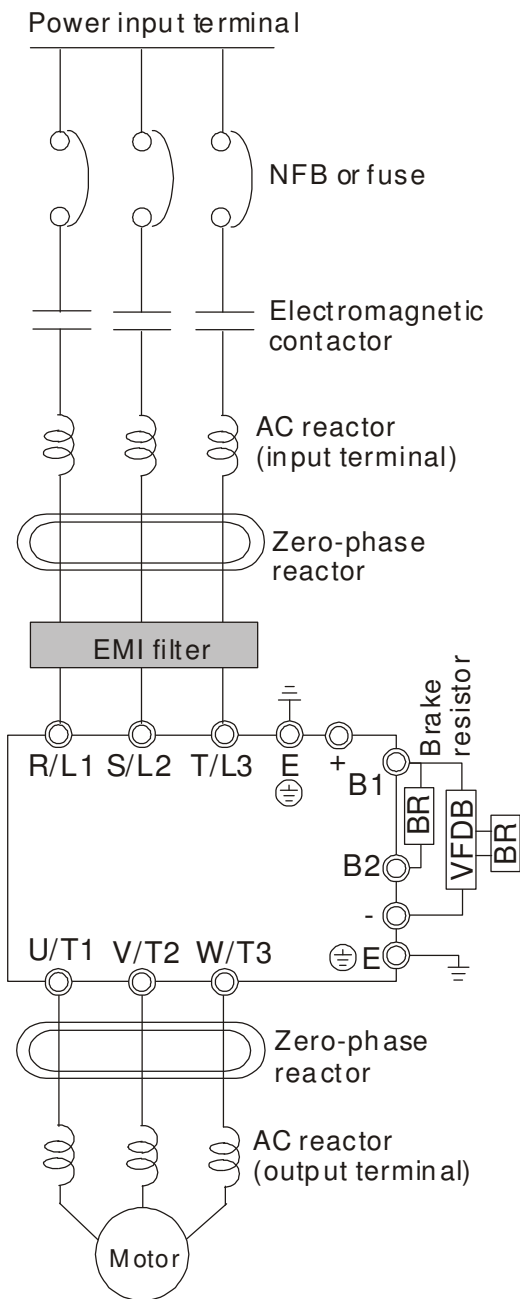 Power input terminal
NFB or fuse
Electromagnetic
contactor
AC reactor
(input terminal)
Zero-phase
reactor
EMI filter
Brake
resistor
R/L1 S/L2 T/L3 E +
B1
BR
VFDB
BR
B2
-
E
U/T1 V/T2 W/T3
Zero-phase
reactor
AC reactor
(output terminal)
Motor